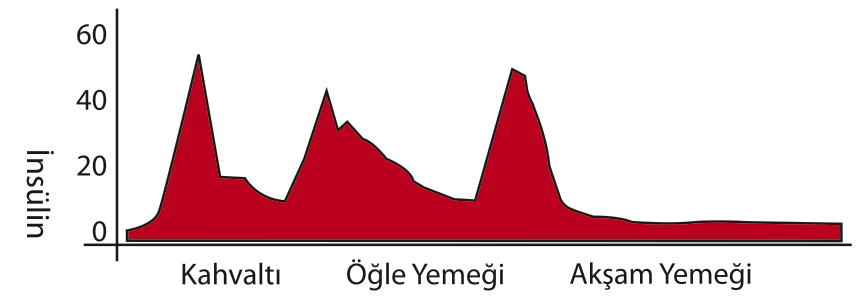 60
40
20
0
İnsülin
Kahvaltı
Öğle Yemeği
Akşam Yemeği